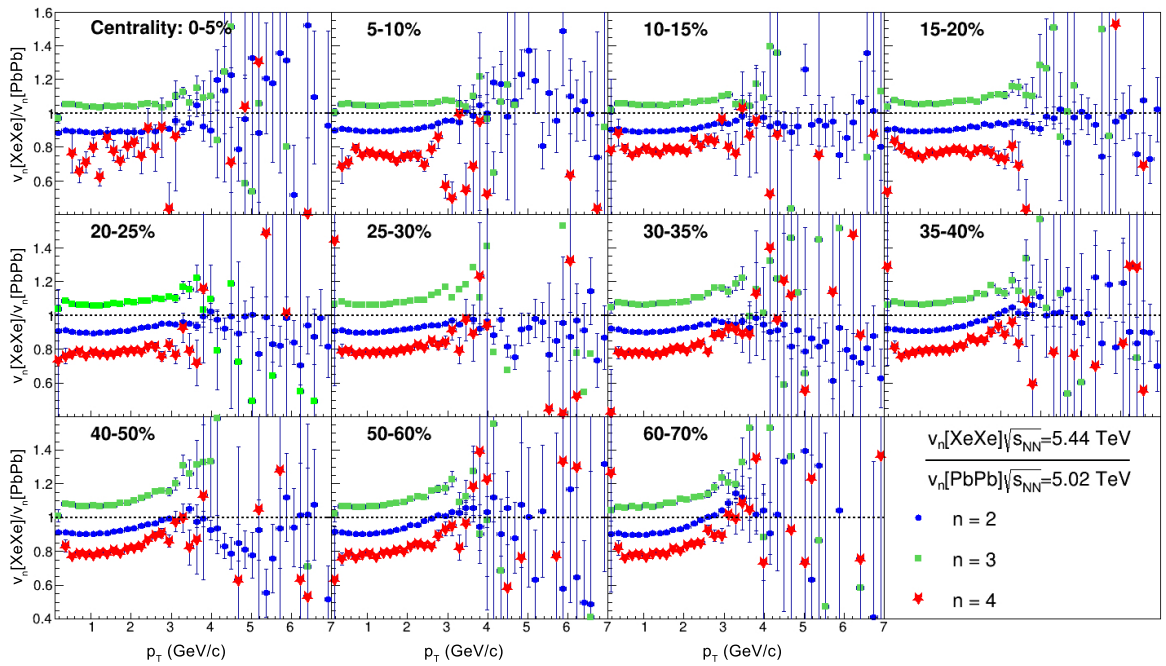 Centrality: 0-5%
5-10%
10-15%
15-20%
v_n[XeXe]/v_n[PbPb]
1.6
1.4
1.2
1
0.8
0.6
20-25%
25-30%
30-35%
35-40%
v_n[XeXe]/v_n[PbPb]
1.4
1.2
1
0.8
0.6
40-50%
50-60%
60-70%
v_n[XeXe]/v_n[PbPb]
1.4
1.2
1
0.8
0.6
0.4
v_n[XeXe]√s_NN=5.44 TeV
v_n[PbPb]√s_NN=5.02 TeV
n = 2
n = 3
n = 4
1 2 3 4 5 6 7 1 2 3 4 5 6 7 1 2 3 4 5 6 7
p_T (GeV/c) p_T (GeV/c) p_T (GeV/c)